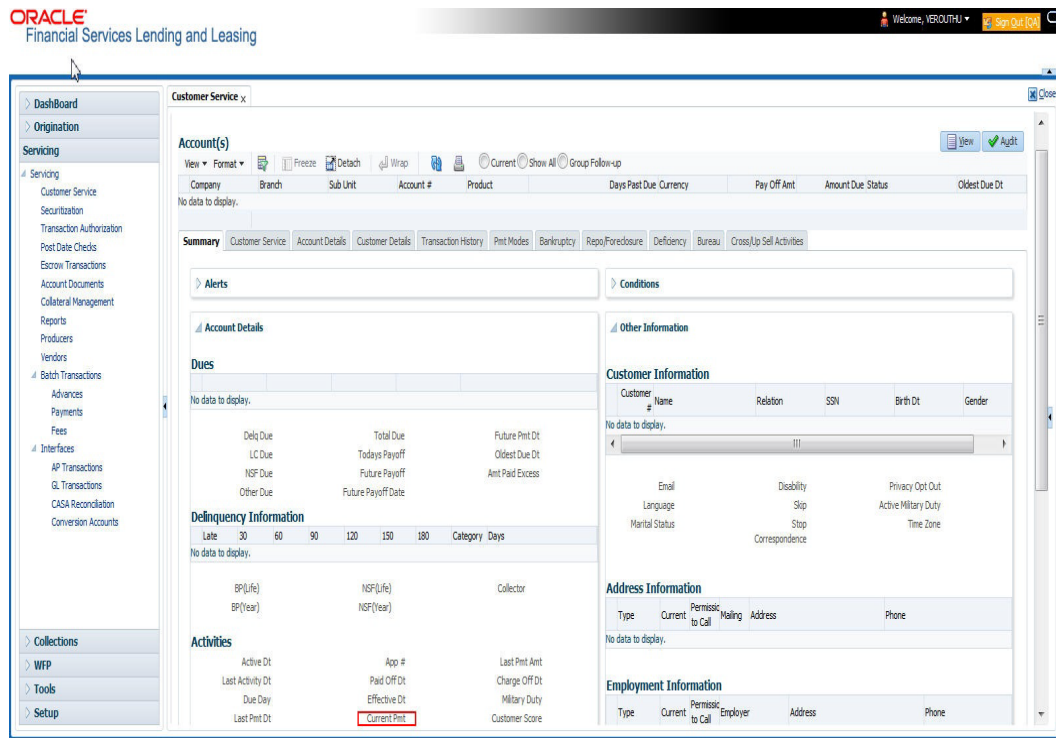 ORACLE'
Financial Services Lending and Leasing
Welcome, VEROUTHU
Sign Out [QA]
DashBoard
Origination
Servicing
Servicing
Customer Service
Securitization
Transaction Authorization
Post Date Checks
Escrow Transactions
Account Documents
Collateral Management
Reports
Producers
Vendors
Batch Transactions
Advances
Payments
Fees
Interfaces
AP Transactions
GL Transactions
CASA Reconciliation
Conversion Accounts
Collections
WFP
Tools
Setup
Customer Service x
Close
Account(s)
View Audit
View Format Freeze Detach Wrap Current Show All Group Follow-up
Company Branch Sub Unit Account # Product Days Past Due Currency Pay Off Amt Amount Due Status Oldest Due Dt
No data to display.
Summary Customer Service Account Details Customer Details Transaction History Pmt Modes Bankruptcy Repo/Foreclosure Deficiency Bureau Cross/Up Sell Activities
Alerts
Account Details
Dues
No data to display.
Delq Due Total Due Future Pmt Dt
LC Due Todays Payoff Oldest Due Dt
NSF Due Future Payoff Amt Paid Excess
Other Due Future Payoff Date
Delinquency Information
Late 30 60 90 120 150 180 Category Days
No data to display.
BP(Life) NSF(Life) Collector
BP(Year) NSF(Year)
Activities
Active Dt App # Last Pmt Amt
Last Activity Dt Paid Off Dt Charge Off Dt
Due Day Effective Dt Military Duty
Last Pmt Dt Current Pmt Customer Score
Conditions
Other Information
Customer Information
Customer # Name Relation SSN Birth Dt Gender
No data to display.
Email Disability Privacy Opt Out
Language Skip Active Military Duty
Marital Status Stop Correspondence Time Zone
Address Information
Type Current Permissic to Call Mailing Address Phone
No data to display.
Employment Information
Type Current Permissic to Call Employer Address Phone